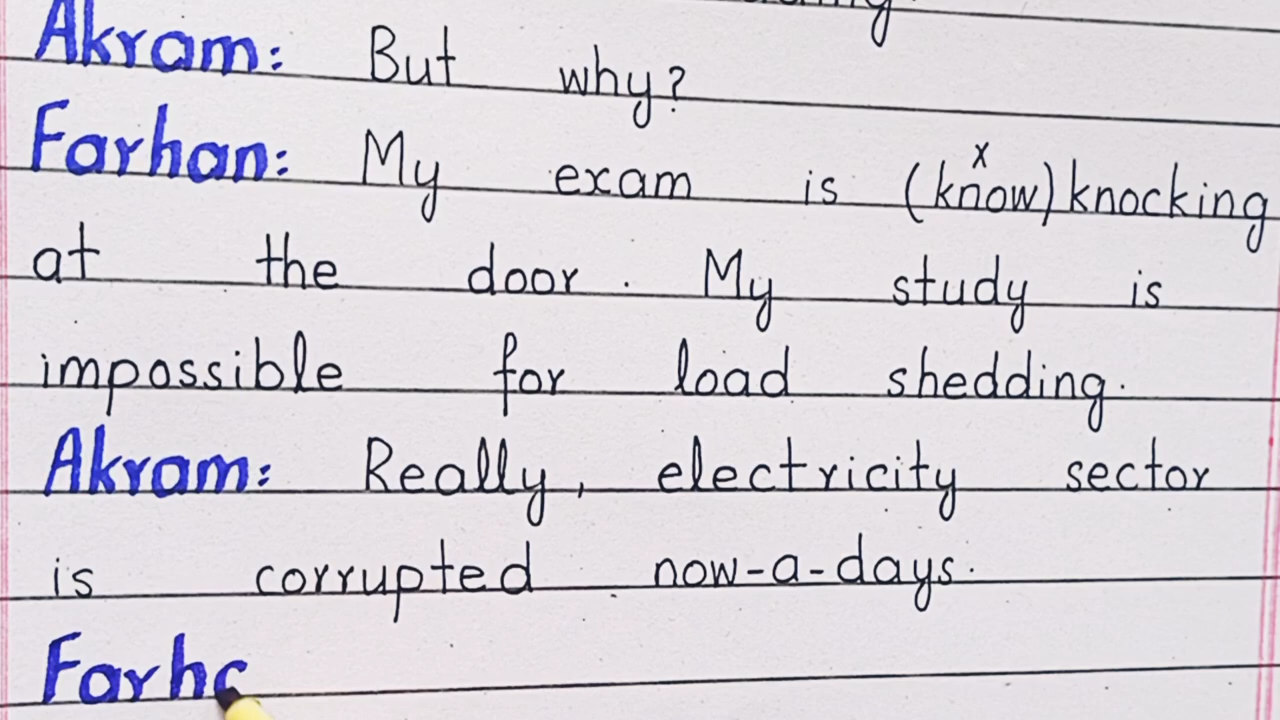 Akram: But why?
Farhan: My exam is (know) x knocking
at the door. My study is
impossible for load shedding.
Akram: Really, electricity sector
is corrupted now-a-days.
Farha